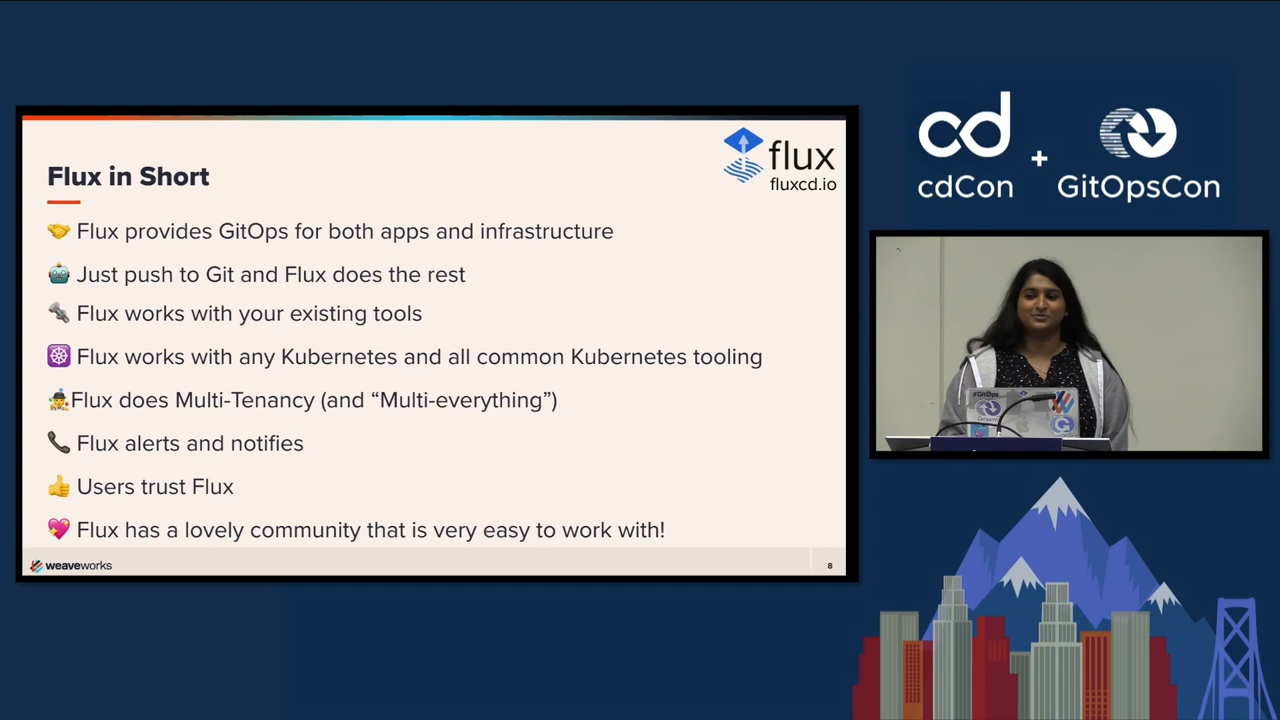 Flux in Short
flux
fluxcd.io
🤝 Flux provides GitOps for both apps and infrastructure
🤖 Just push to Git and Flux does the rest
🔩 Flux works with your existing tools
☸️ Flux works with any Kubernetes and all common Kubernetes tooling
🕵️Flux does Multi-Tenancy (and “Multi-everything”)
📞 Flux alerts and notifies
👍 Users trust Flux
💖 Flux has a lovely community that is very easy to work with!
weaveworks
8
cd
cdCon
+
GitOpsCon
#GitOps